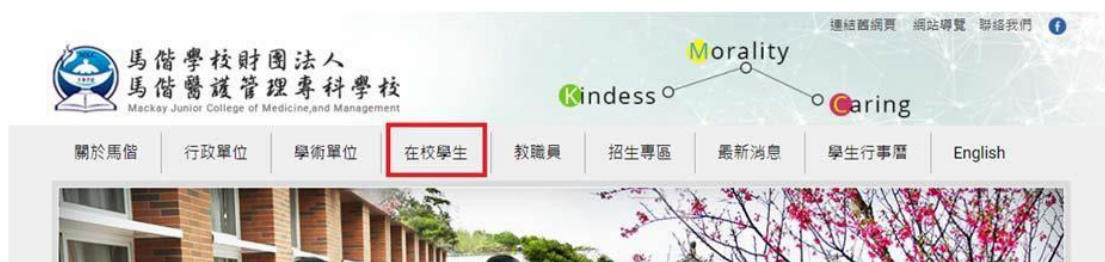 連結舊網頁 網站導覽 聯絡我們 f
馬偕學校財團法人
馬偕醫護管理專科學校
Mackay Junior College of Medicine,and Management
Morality
Kindess
Caring
關於馬偕 行政單位 學術單位 在校學生 教職員 招生專區 最新消息 學生行事曆 English